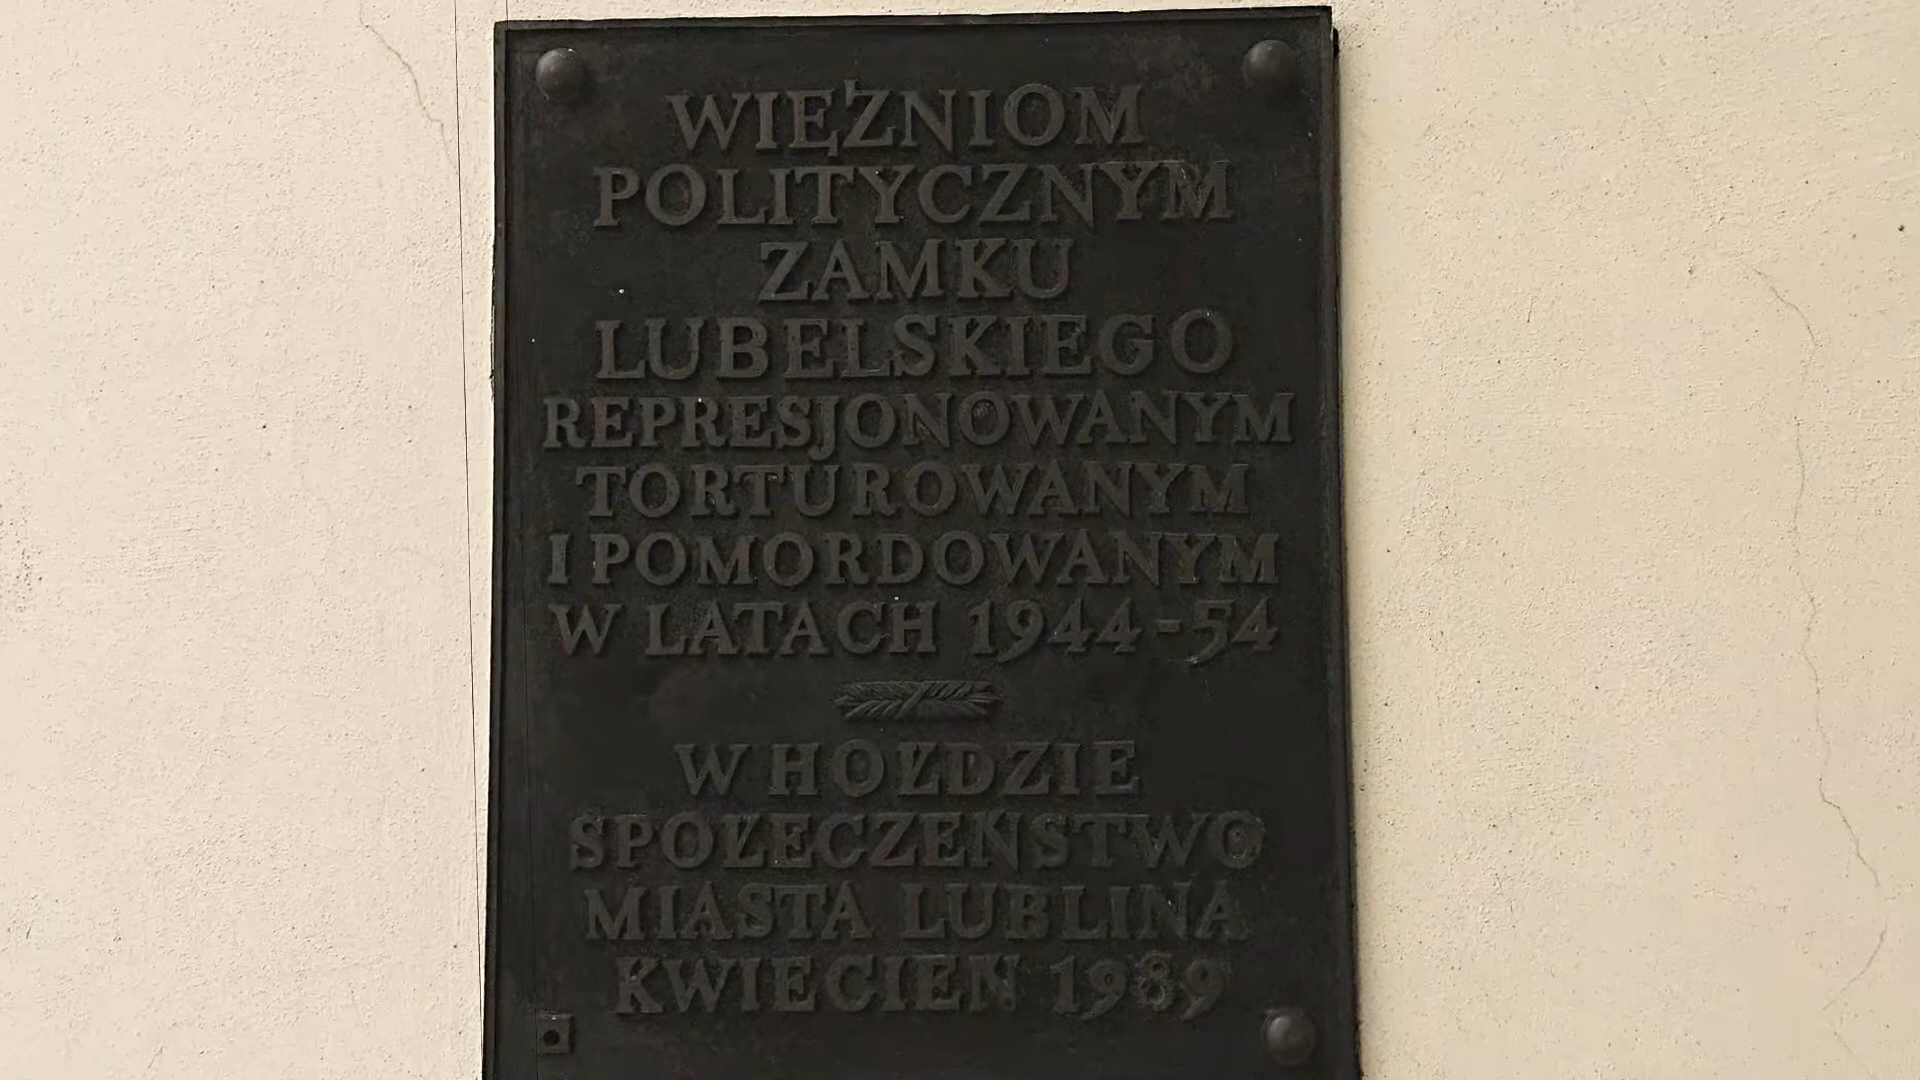 WIĘŹNIOM
POLITYCZNYM
ZAMKU
LUBELSKIEGO
REPRESJONOWANYM
TORTUROWANYM
I POMORDOWANYM
W LATACH 1944-54
W HOŁDZIE
SPOŁECZEŃSTWO
MIASTA LUBLINA
KWIECIEŃ 1989